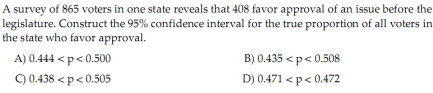 A survey of 865 voters in one state reveals that 408 favor approval of an issue before the
legislature. Construct the 95% confidence interval for the true proportion of all voters in
the state who favor approval.
A) 0.444 < p < 0.500 B) 0.435 < p < 0.508
C) 0.438 < p < 0.505 D) 0.471 < p < 0.472